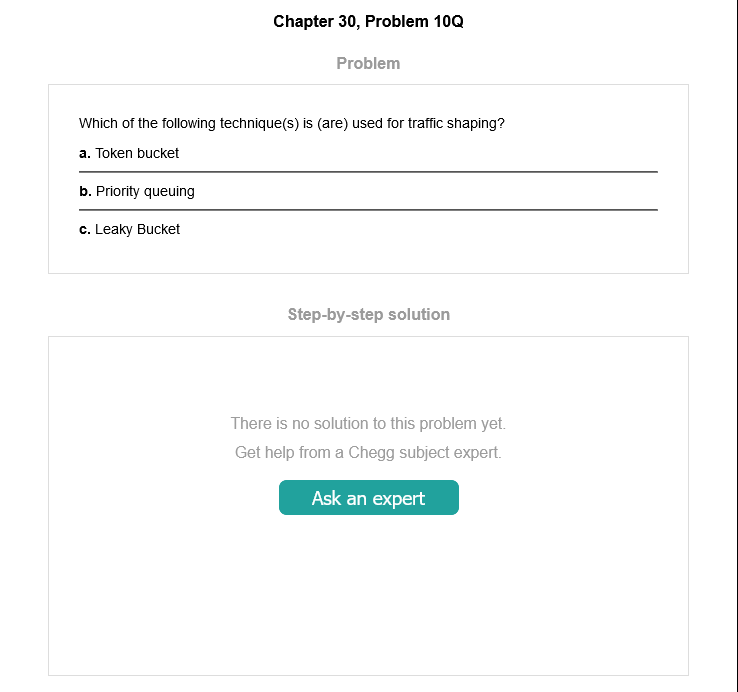 Chapter 30, Problem 10Q
Problem
Which of the following technique(s) is (are) used for traffic shaping?
a. Token bucket
b. Priority queuing
c. Leaky Bucket
Step-by-step solution
There is no solution to this problem yet.
Get help from a Chegg subject expert.
Ask an expert